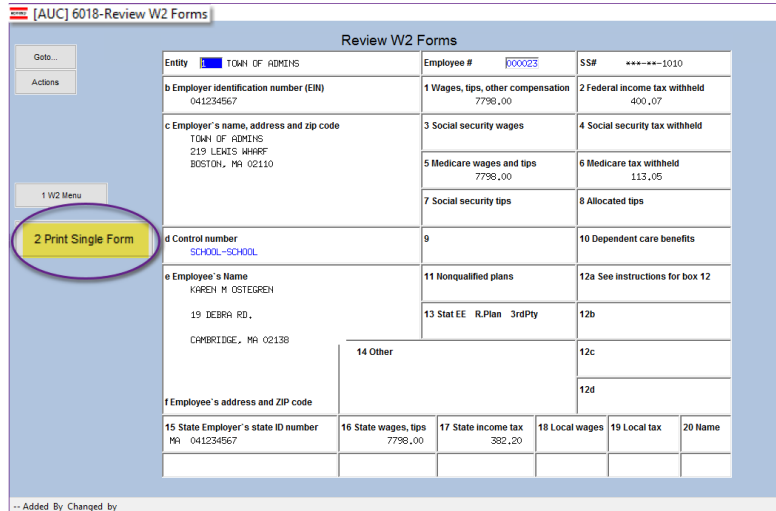 [AUC] 6018-Review W2 Forms
Review W2 Forms
Goto...
Actions
1 W2 Menu
2 Print Single Form
Entity 1 TOWN OF ADMINS
Employee # 000023
SS# ***-**-1010
b Employer identification number (EIN)
041234567
1 Wages, tips, other compensation
7798.00
2 Federal income tax withheld
400.07
c Employer's name, address and zip code
TOWN OF ADMINS
219 LEWIS WHARF
BOSTON, MA 02110
3 Social security wages
4 Social security tax withheld
5 Medicare wages and tips
7798.00
6 Medicare tax withheld
113.05
7 Social security tips
8 Allocated tips
d Control number
SCHOOL-SCHOOL
9
10 Dependent care benefits
e Employee's Name
KAREN M OSTEGREN
19 DEBRA RD.
CAMBRIDGE, MA 02138
f Employee's address and ZIP code
11 Nonqualified plans
12a See instructions for box 12
13 Stat EE R.Plan 3rdPty
12b
14 Other
12c
12d
15 State Employer's state ID number
MA 041234567
16 State wages, tips
7798.00
17 State income tax
382.20
18 Local wages
19 Local tax
20 Name
-- Added By Changed by